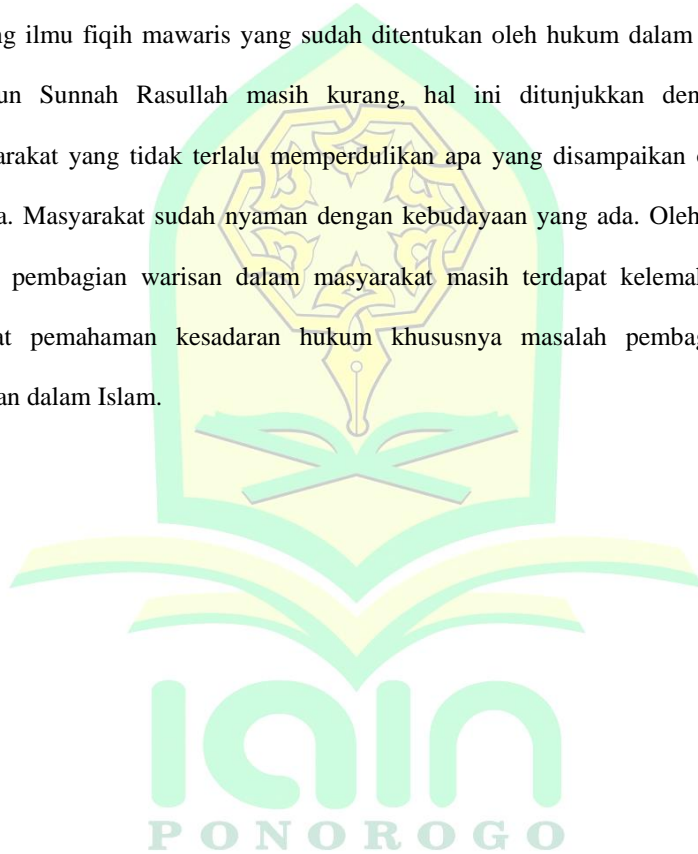 ng ilmu fiqih mawaris yang sudah ditentukan oleh hukum dalam
un Sunnah Rasullah masih kurang, hal ini ditunjukkan den
arakat yang tidak terlalu memperdulikan apa yang disampaikan
a. Masyarakat sudah nyaman dengan kebudayaan yang ada. Oleh
pembagian warisan dalam masyarakat masih terdapat kelemal
at pemahaman kesadaran hukum khususnya masalah pembag
an dalam Islam.
iain
PONOROGO